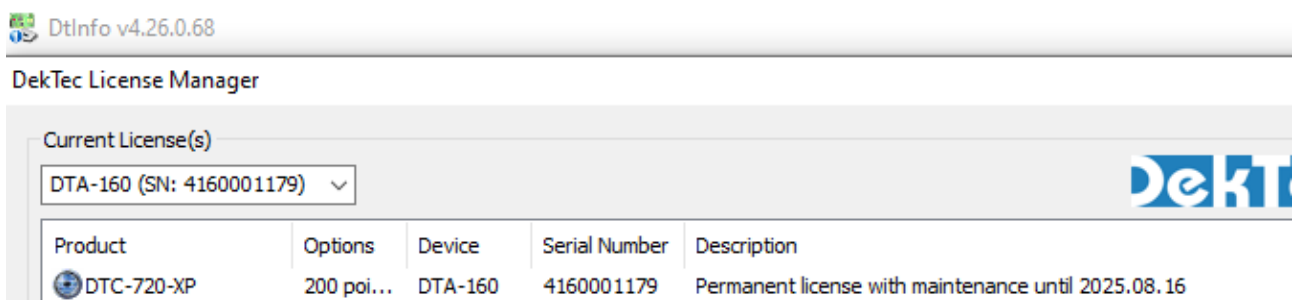 DtInfo v4.26.0.68
DekTec License Manager
Current License(s)
DTA-160 (SN: 4160001179)
DekT
Product Options Device Serial Number Description
DTC-720-XP 200 poi... DTA-160 4160001179 Permanent license with maintenance until 2025.08.16